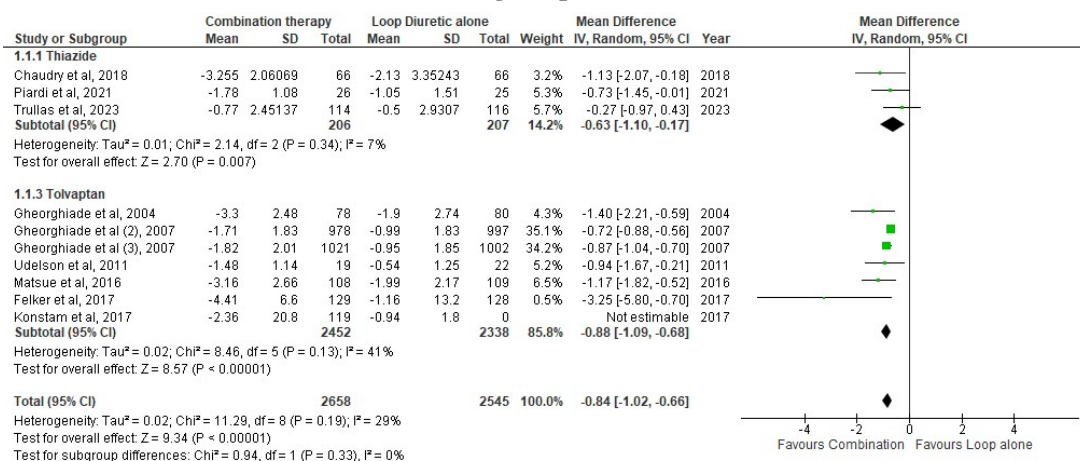 Combination therapy Loop Diuretic alone Mean Difference Mean Difference
Study or Subgroup Mean SD Total Mean SD Total Weight IV, Random, 95% CI Year IV, Random, 95% CI
1.1.1 Thiazide
Chaudry et al, 2018 -3.255 2.06069 66 -2.13 3.35243 66 3.2% -1.13 [-2.07, -0.18] 2018
Piardi et al, 2021 -1.78 1.08 26 -1.05 1.51 25 5.3% -0.73 [-1.45, -0.01] 2021
Trullas et al, 2023 -0.77 2.45137 114 -0.5 2.9307 116 5.7% -0.27 [-0.97, 0.43] 2023
Subtotal (95% CI) 206 207 14.2% -0.63 [-1.10, -0.17]
Heterogeneity: Tau² = 0.01; Chi² = 2.14, df = 2 (P = 0.34); I² = 7%
Test for overall effect: Z = 2.70 (P = 0.007)
1.1.3 Tolvaptan
Gheorghiade et al, 2004 -3.3 2.48 78 -1.9 2.74 80 4.3% -1.40 [-2.21, -0.59] 2004
Gheorghiade et al (2), 2007 -1.71 1.83 978 -0.99 1.83 997 35.1% -0.72 [-0.88, -0.56] 2007
Gheorghiade et al (3), 2007 -1.82 2.01 1021 -0.95 1.85 1002 34.2% -0.87 [-1.04, -0.70] 2007
Udelson et al, 2011 -1.48 1.14 19 -0.54 1.25 22 5.2% -0.94 [-1.67, -0.21] 2011
Matsue et al, 2016 -3.16 2.66 108 -1.99 2.17 109 6.5% -1.17 [-1.82, -0.52] 2016
Felker et al, 2017 -4.41 6.6 129 -1.16 13.2 128 0.5% -3.25 [-5.80, -0.70] 2017
Konstam et al, 2017 -2.36 20.8 119 -0.94 1.8 0 Not estimable 2017
Subtotal (95% CI) 2452 2338 85.8% -0.88 [-1.09, -0.68]
Heterogeneity: Tau² = 0.02; Chi² = 8.46, df = 5 (P = 0.13); I² = 41%
Test for overall effect: Z = 8.57 (P < 0.00001)
Total (95% CI) 2658 2545 100.0% -0.84 [-1.02, -0.66]
Heterogeneity: Tau² = 0.02; Chi² = 11.29, df = 8 (P = 0.19); I² = 29%
Test for overall effect: Z = 9.34 (P < 0.00001)
Test for subgroup differences: Chi² = 0.94, df = 1 (P = 0.33), I² = 0%
-4 -2 0 2 4
Favours Combination Favours Loop alone